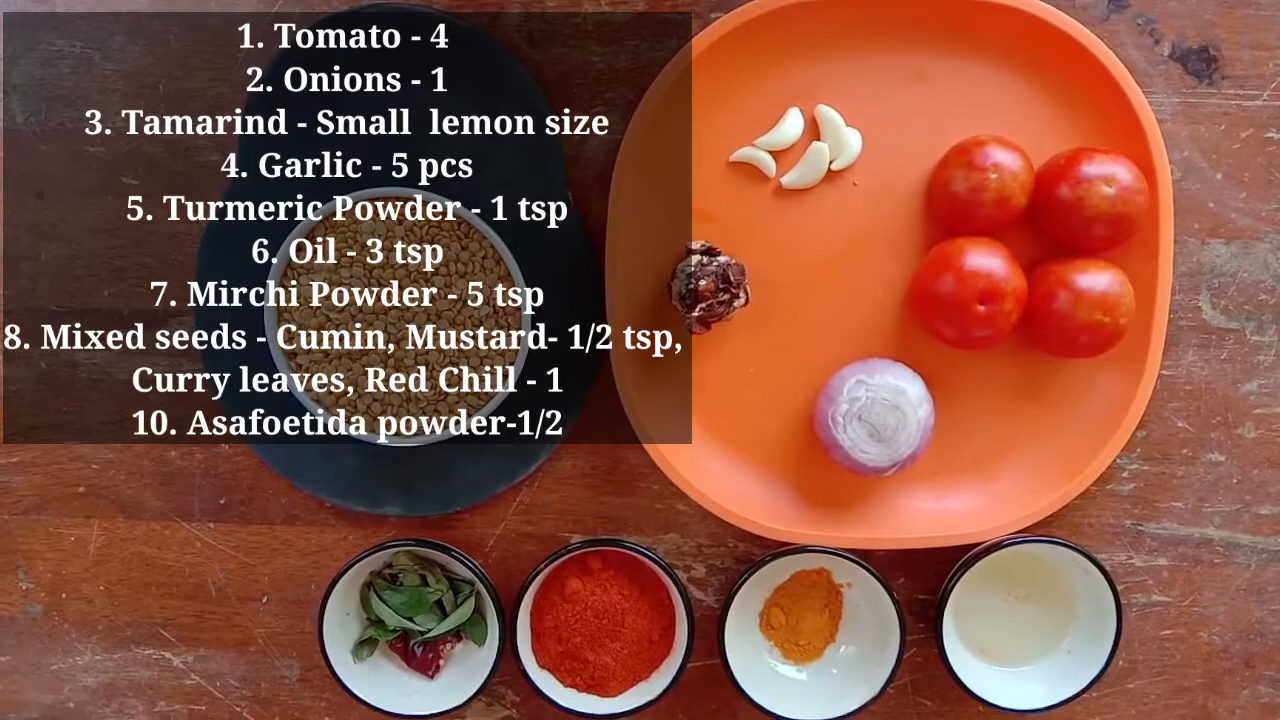 1. Tomato - 4
2. Onions - 1
3. Tamarind - Small  lemon size
4. Garlic - 5 pcs
5. Turmeric Powder - 1 tsp
6. Oil - 3 tsp
7. Mirchi Powder - 5 tsp
8. Mixed seeds - Cumin, Mustard- 1/2 tsp,
Curry leaves, Red Chill - 1
10. Asafoetida powder-1/2